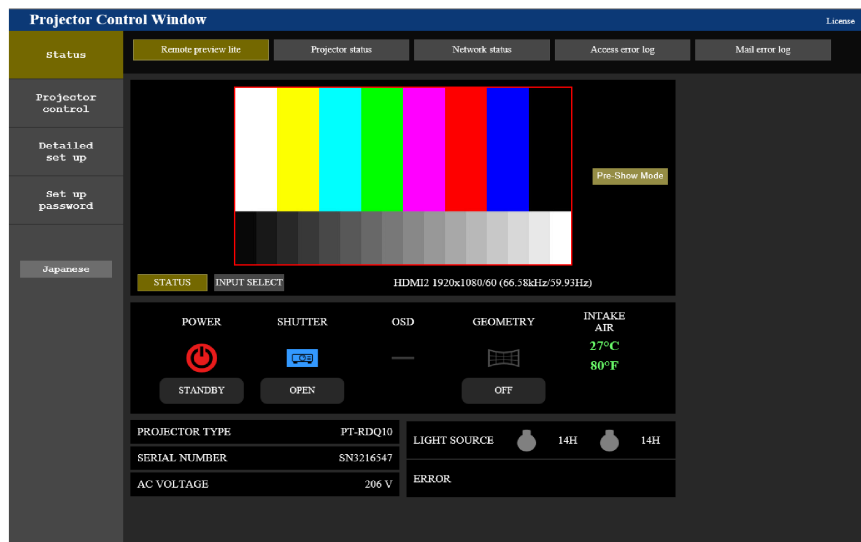 Projector Control Window
License
Status
Remote preview lite
Projector status
Network status
Access error log
Mail error log
Projector
control
Detailed
set up
Set up
password
Japanese
Pre-Show Mode
STATUS
INPUT SELECT
HDMI2 1920x1080/60 (66.58kHz/59.93Hz)
POWER
SHUTTER
OSD
GEOMETRY
INTAKE
AIR
27°C
80°F
STANDBY
OPEN
OFF
PROJECTOR TYPE PT-RDQ10
SERIAL NUMBER SN3216547
AC VOLTAGE 206 V
LIGHT SOURCE 14H 14H
ERROR